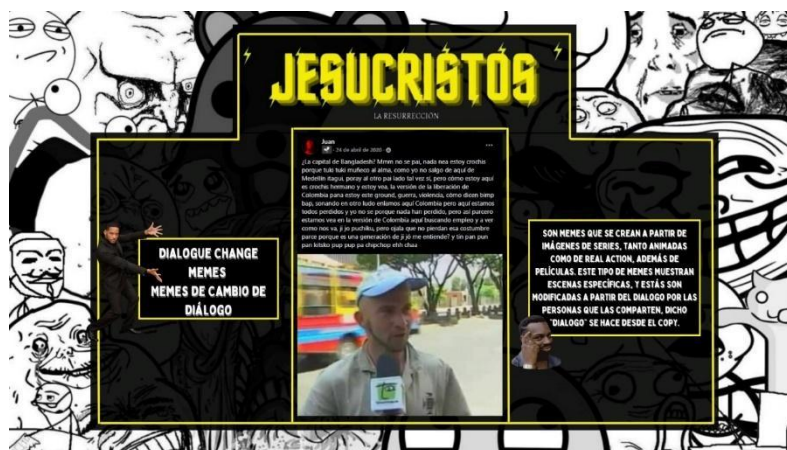 JESUCRISTOS
LA RESURRECCIÓN
Juan
· 24 de abril de 2020 ·
¿La capital de Bangladesh? Mmm no se pai, nada nea estoy crochis
porque tuki tuki muñeco al alma, como yo no salgo de aquí de
Medellín itagui, poray al otro pai lado tal vez sí, pero cómo estoy aquí
es crochis hermano y estoy vea, la versión de la liberación de
Colombia para estoy este ground, guerra, violenda, cómo dicen bimp
bap, sonando en otro ludo enlimos aquí Colombia pero aquí estamos
todos perdidos y yo no se porque nada han perdido, pero así parcero
estamos vea en la versión de Colombia aquí buscando empleo y a ver
como nos va, ji jo puchiku, pero ojala que no pierdan esa costumbre
parce porque es una generación de ji jó me entiende? y tin pan pun
pan kitsko pup pup pa chipchop ehh chaa
DIALOGUE CHANGE
MEMES
MEMES DE CAMBIO DE
DIÁLOGO
SON MEMES QUE SE CREAN A PARTIR DE
IMÁGENES DE SERIES, TANTO ANIMADAS
COMO DE REAL ACTION, ADEMÁS DE
PELÍCULAS. ESTE TIPO DE MEMES MUESTRAN
ESCENAS ESPECÍFICAS, Y ESTÁS SON
MODIFICADAS A PARTIR DEL DIALOGO POR LAS
PERSONAS QUE LAS COMPARTEN, DICHO
"DIALOGO" SE HACE DESDE EL COPY.